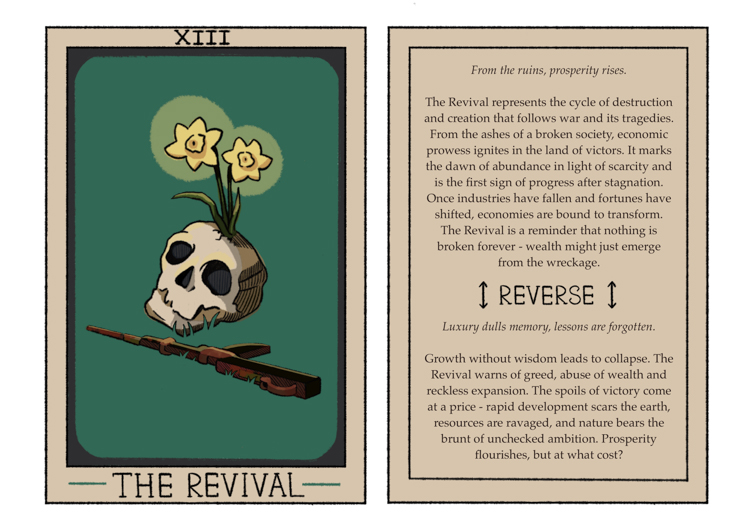 XIII
THE REVIVAL
From the ruins, prosperity rises.
The Revival represents the cycle of destruction
and creation that follows war and its tragedies.
From the ashes of a broken society, economic
prowess ignites in the land of victors. It marks
the dawn of abundance in light of scarcity and
is the first sign of progress after stagnation.
Once industries have fallen and fortunes have
shifted, economies are bound to transform.
The Revival is a reminder that nothing is
broken forever - wealth might just emerge
from the wreckage.
↕ REVERSE ↕
Luxury dulls memory, lessons are forgotten.
Growth without wisdom leads to collapse. The
Revival warns of greed, abuse of wealth and
reckless expansion. The spoils of victory come
at a price - rapid development scars the earth,
resources are ravaged, and nature bears the
brunt of unchecked ambition. Prosperity
flourishes, but at what cost?